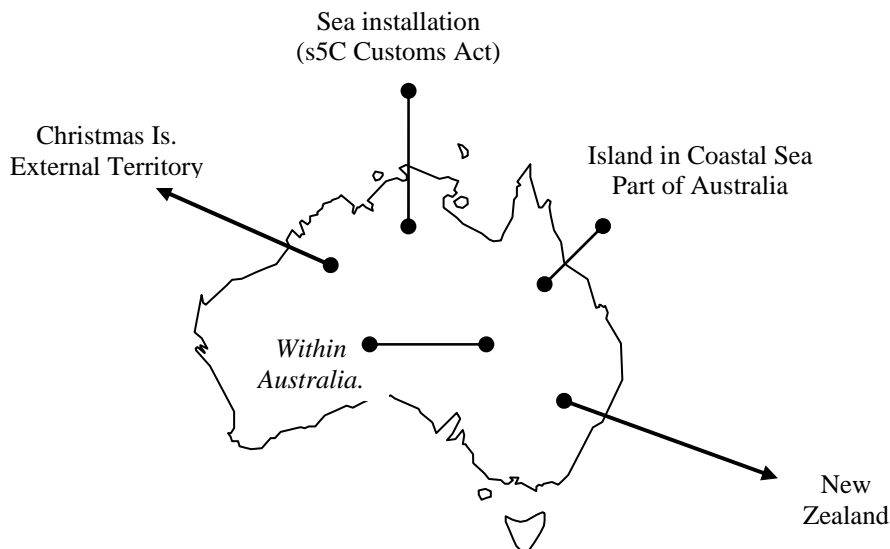 Sea installation
(s5C Customs Act)
Christmas Is.
External Territory
Island in Coastal Sea
Part of Australia
Within
Australia.
New
Zealand